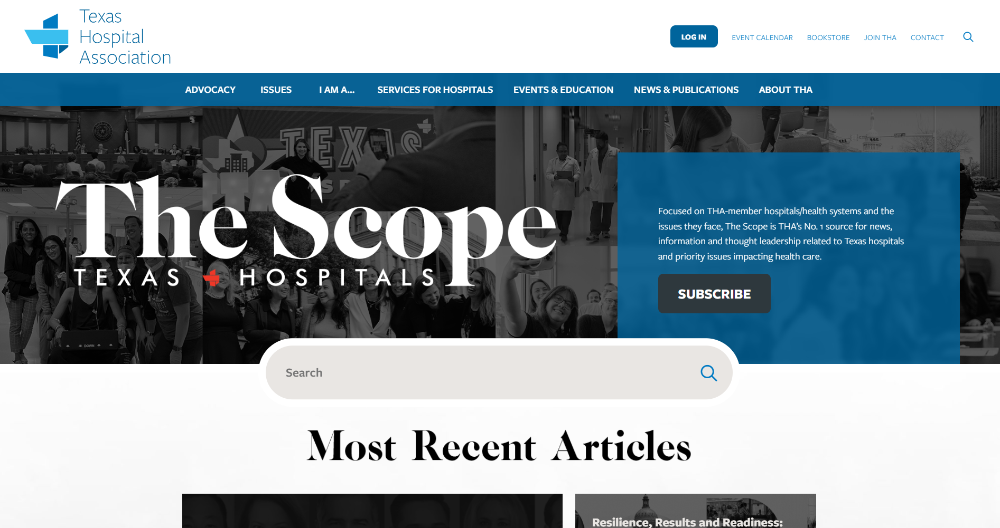 Texas
Hospital
Association
LOG IN
EVENT CALENDAR
BOOKSTORE
JOIN THA
CONTACT
ADVOCACY
ISSUES
I AM A...
SERVICES FOR HOSPITALS
EVENTS & EDUCATION
NEWS & PUBLICATIONS
ABOUT THA
TEXAS
POD
The Scope
TEXAS HOSPITALS
DOWN
Focused on THA-member hospitals/health systems and the
issues they face, The Scope is THA's No. 1 source for news,
information and thought leadership related to Texas hospitals
and priority issues impacting health care.
SUBSCRIBE
Search
Most Recent Articles
Resilience, Results and Readiness: